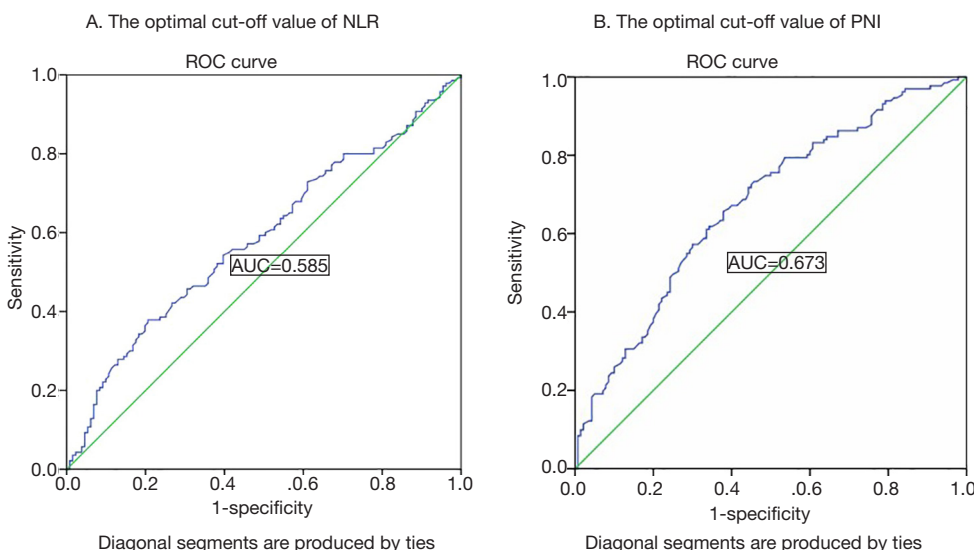 A. The optimal cut-off value of NLR
ROC curve
1.0
0.8
0.6
0.4
0.2
0.0
Sensitivity
AUC=0.585
0.0 0.2 0.4 .0.6 0.8 1.0
1-specificity
Diagonal segments are produced by ties
B. The optimal cut-off value of PNI
ROC curve
1.0
0.8
0.6
0.4
0.2
0.0
Sensitivity
AUC=0.673
0.0 0.2 0.4 .0.6 0.8 1.0
1-specificity
Diagonal segments are produced by ties